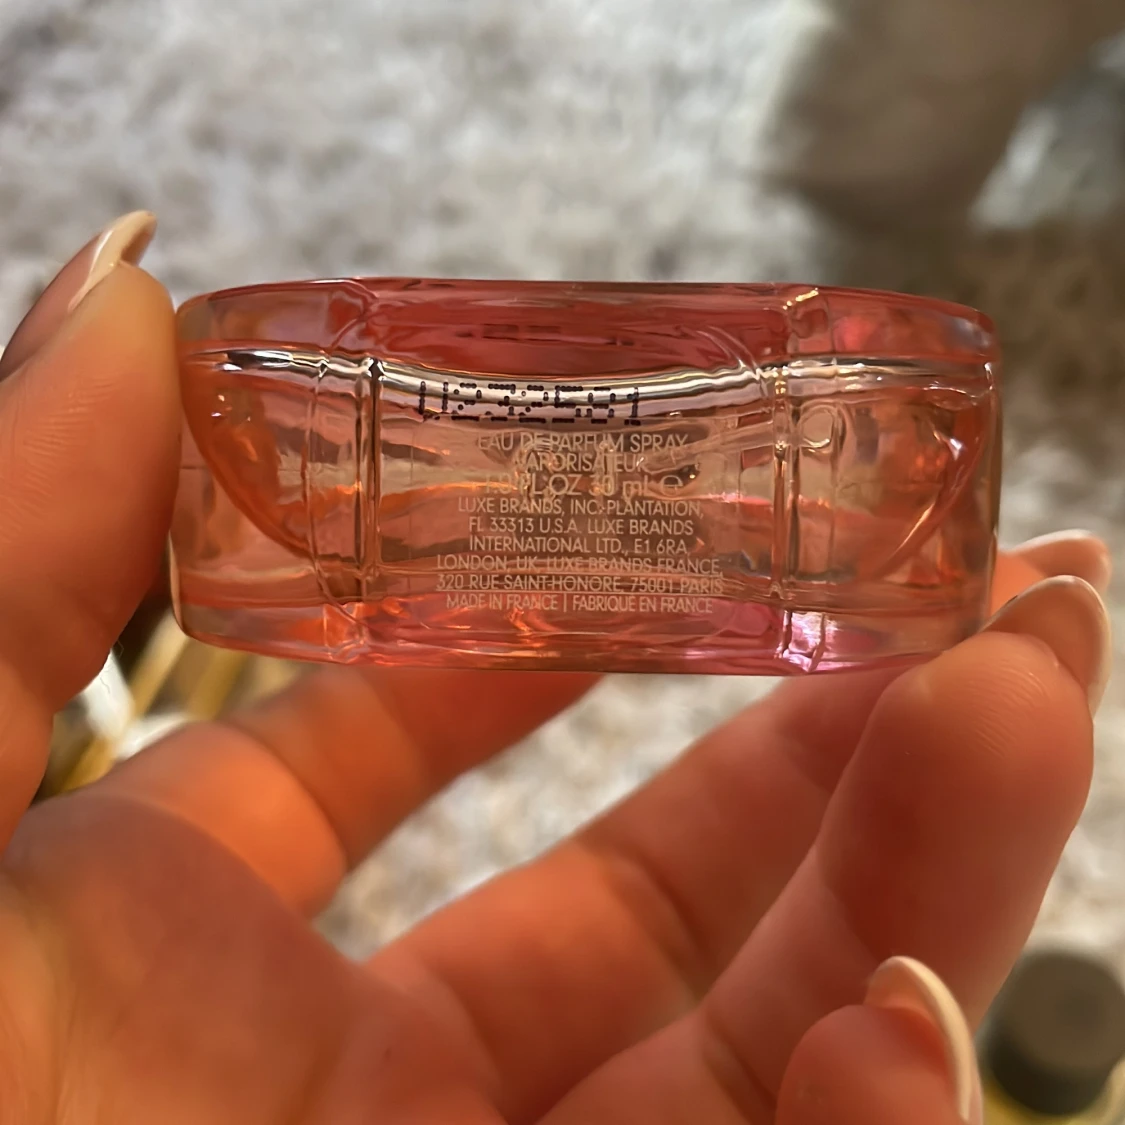 EAU DE PARFUM SPRAY
VAPORISATEUR
1.0 FL.OZ 30 ml e
LUXE BRANDS, INC. PLANTATION,
FL 33313 U.S.A. LUXE BRANDS
INTERNATIONAL LTD., E1 6RA,
LONDON, UK LUXE BRANDS FRANCE,
320 RUE SAINT-HONORE, 75001 PARIS
MADE IN FRANCE | FABRIQUE EN FRANCE